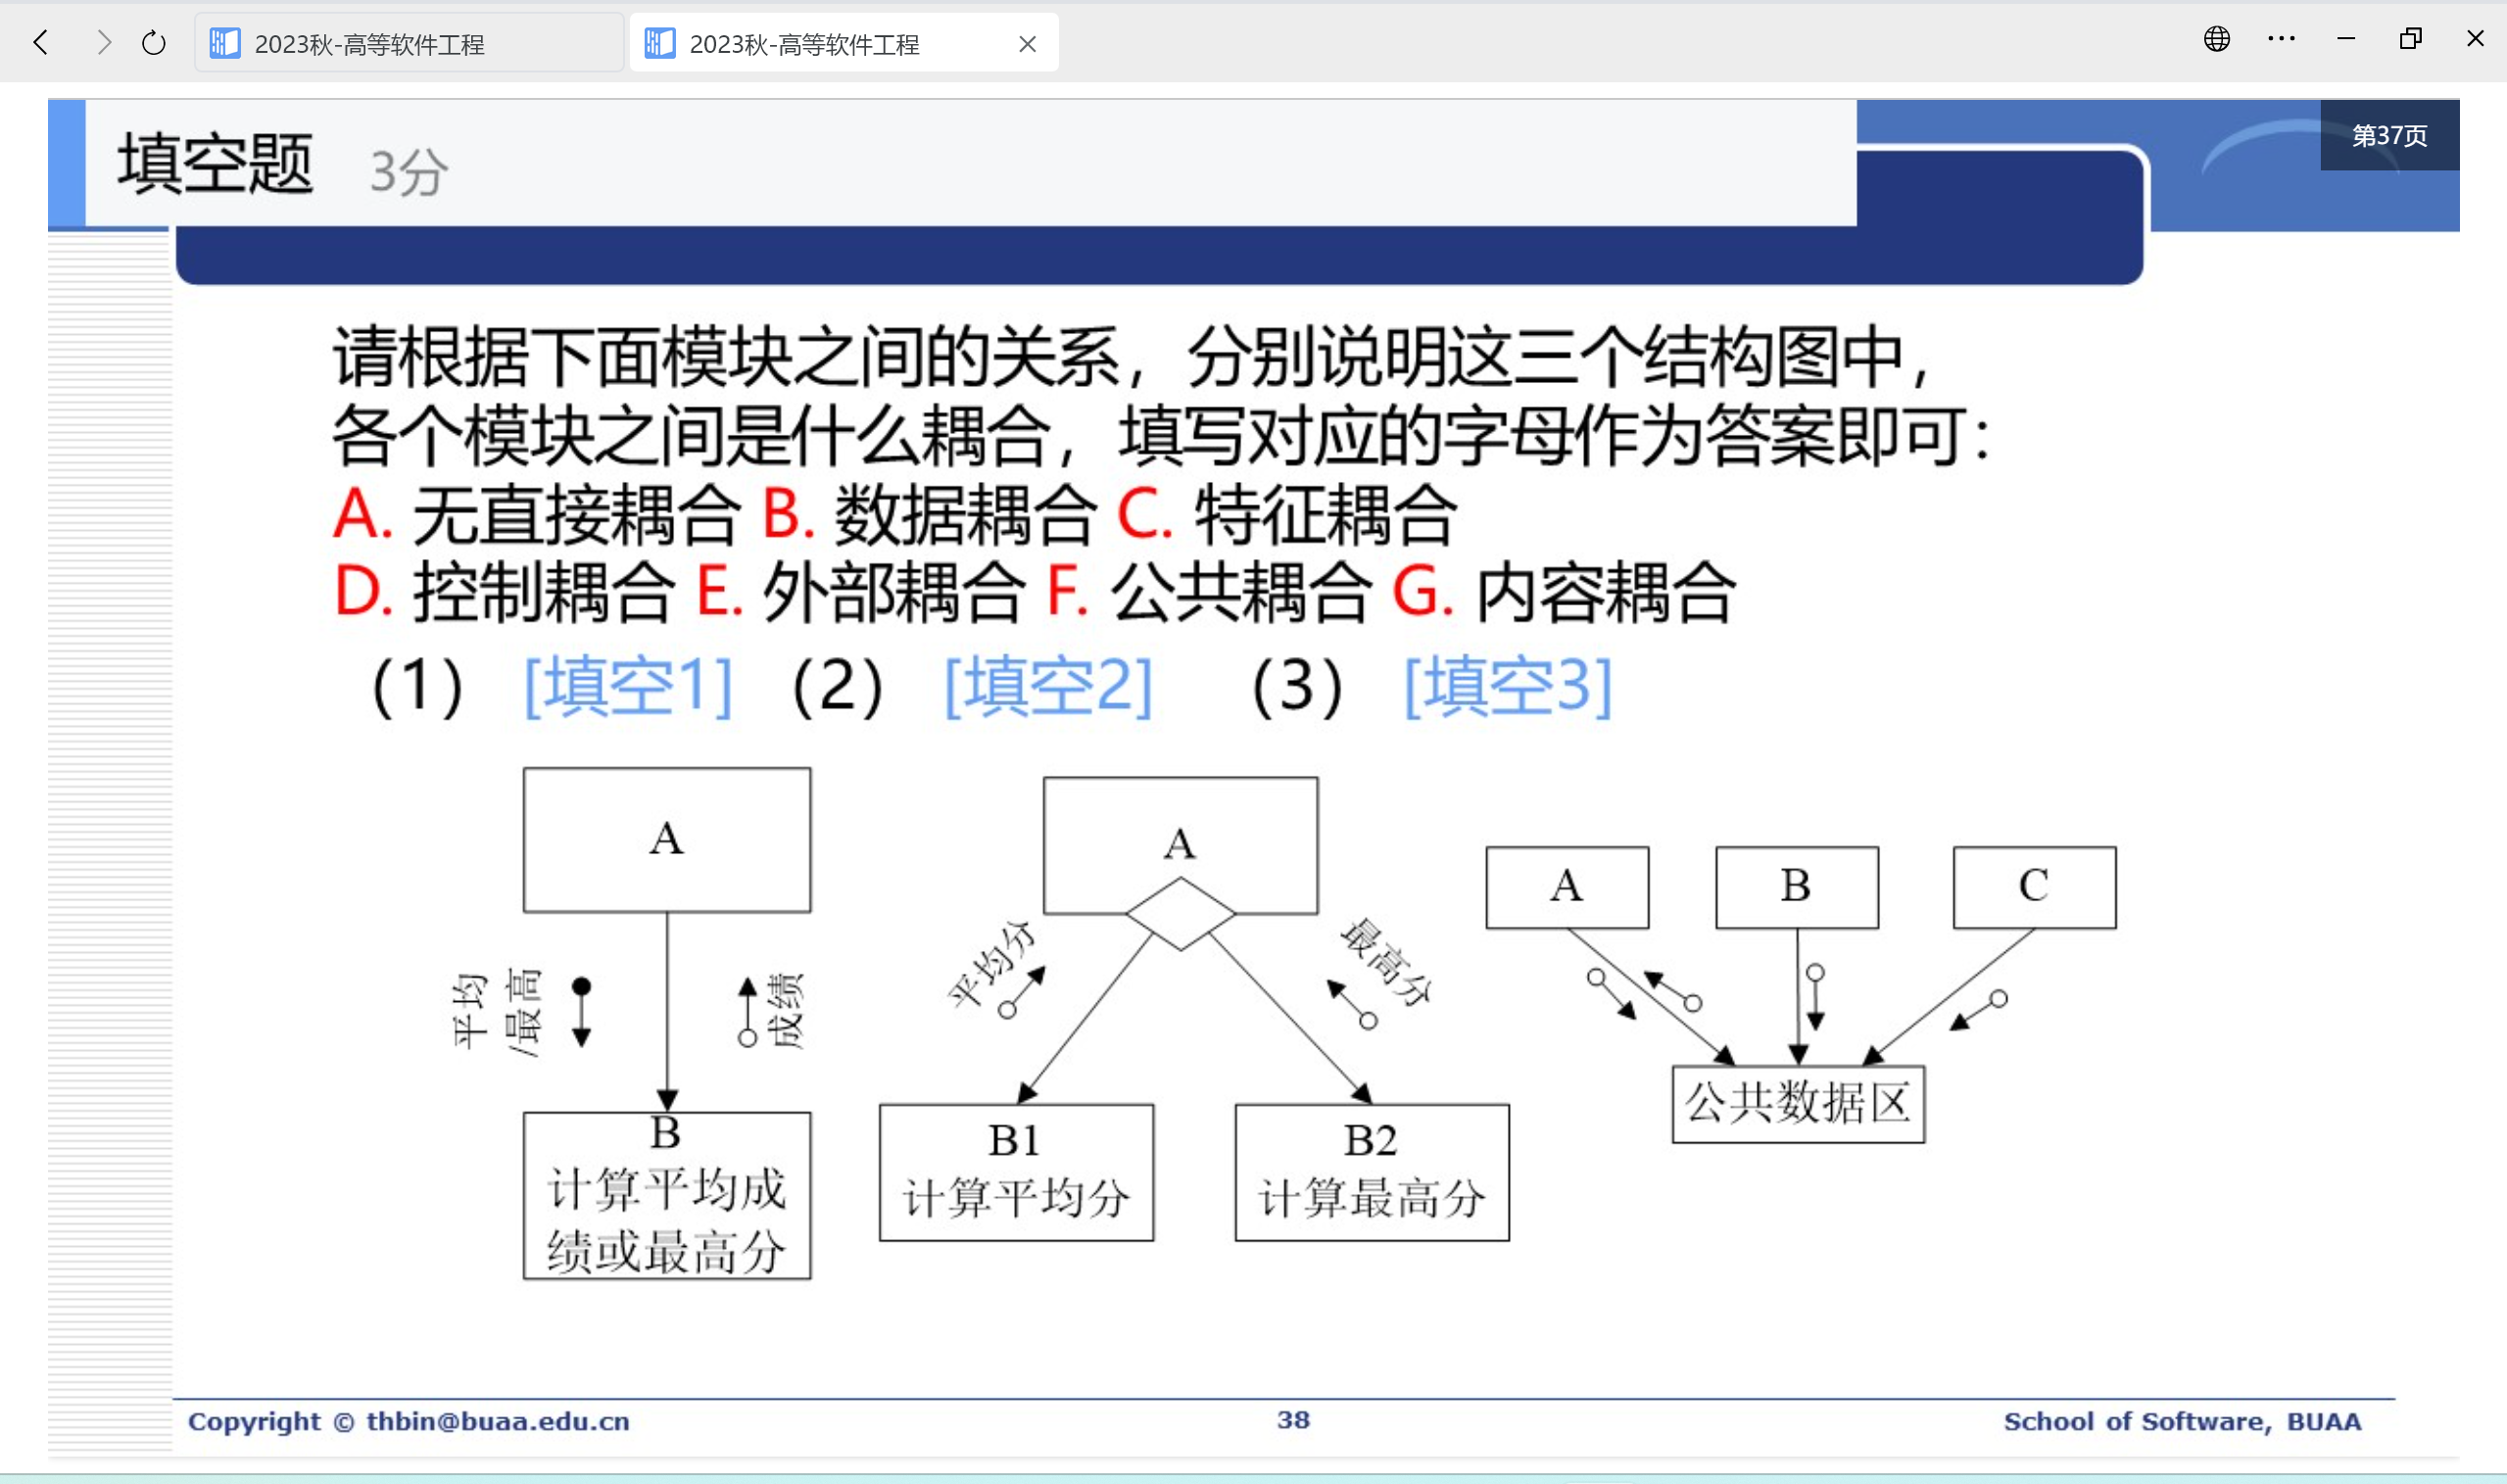 2023秋-高等软件工程
2023秋-高等软件工程
填空题 3分
第37页
请根据下面模块之间的关系，分别说明这三个结构图中，
各个模块之间是什么耦合，填写对应的字母作为答案即可：
A. 无直接耦合 B. 数据耦合 C. 特征耦合
D. 控制耦合 E. 外部耦合 F. 公共耦合 G. 内容耦合
（1） [填空1] （2） [填空2] （3） [填空3]
A
平均
/最高
成绩
B
计算平均成
绩或最高分
A
平均分
最高分
B1
计算平均分
B2
计算最高分
A
B
C
公共数据区
Copyright © thbin@buaa.edu.cn
38
School of Software, BUAA